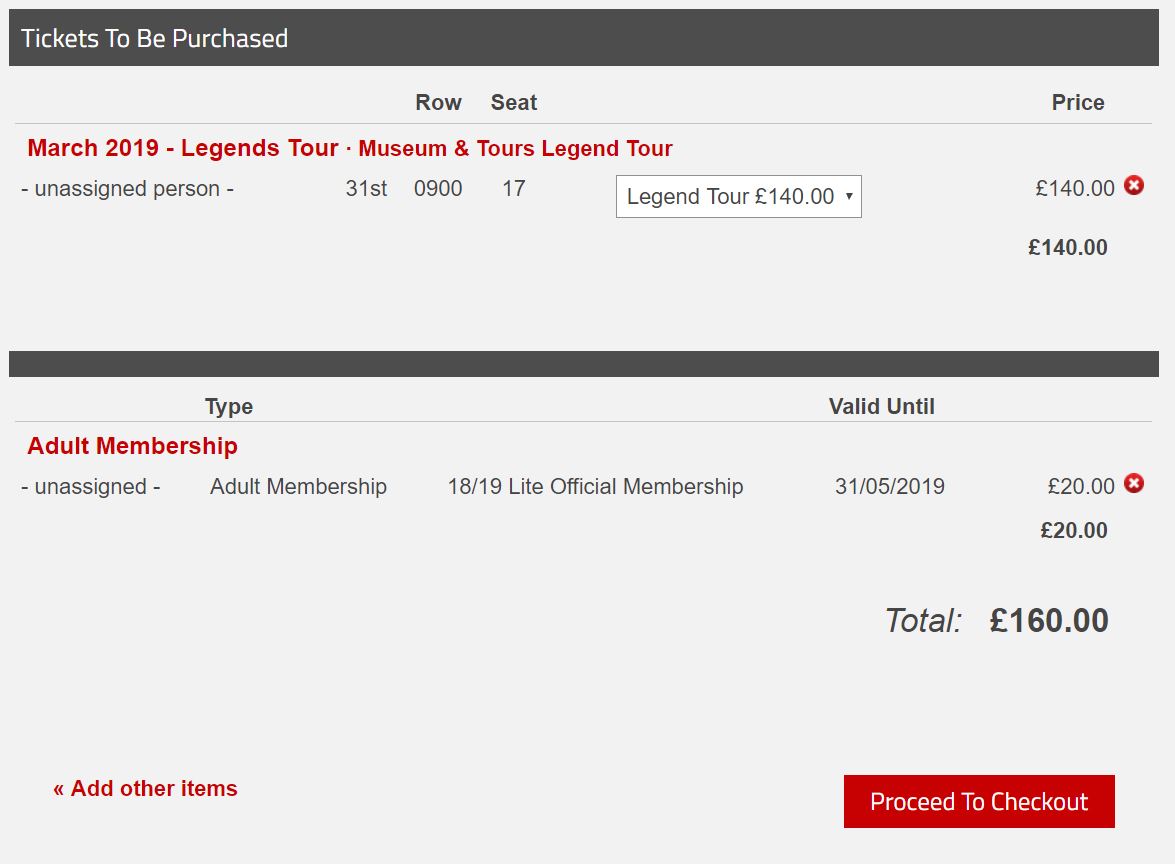 Tickets To Be Purchased
Row Seat Price
March 2019 - Legends Tour · Museum & Tours Legend Tour
- unassigned person - 31st 0900 17 Legend Tour £140.00 £140.00
£140.00
Type Valid Until
Adult Membership
- unassigned - Adult Membership 18/19 Lite Official Membership 31/05/2019 £20.00
£20.00
Total: £160.00
« Add other items
Proceed To Checkout